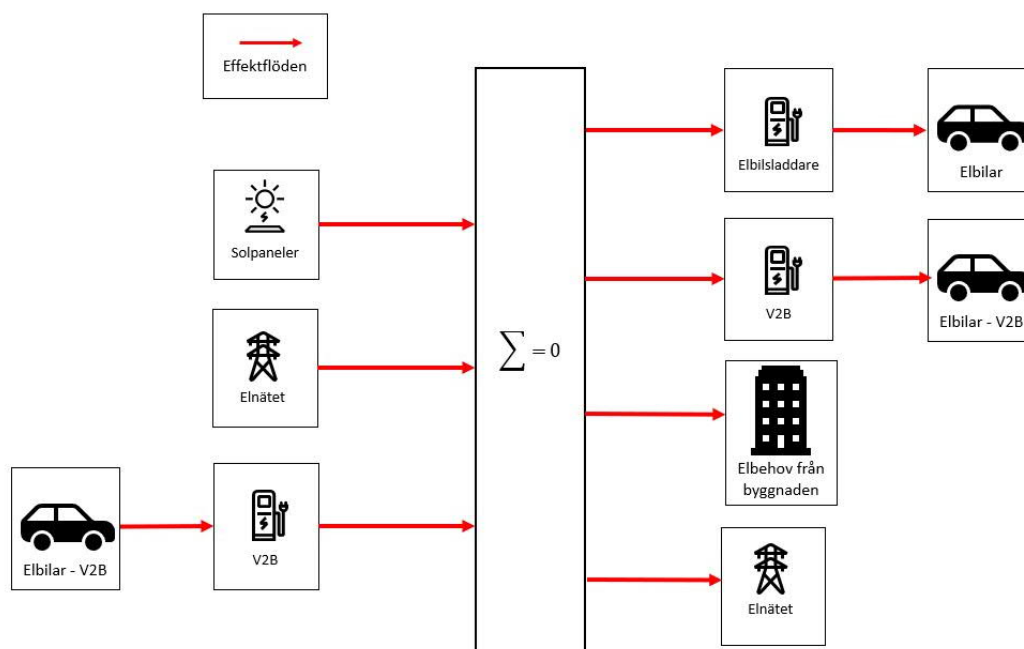 Effektflöden
Solpaneler
Elnätet
Elbilar - V2B
V2B
∑ = 0
Elbilsladdare
Elbilar
V2B
Elbilar - V2B
Elbehov från
byggnaden
Elnätet